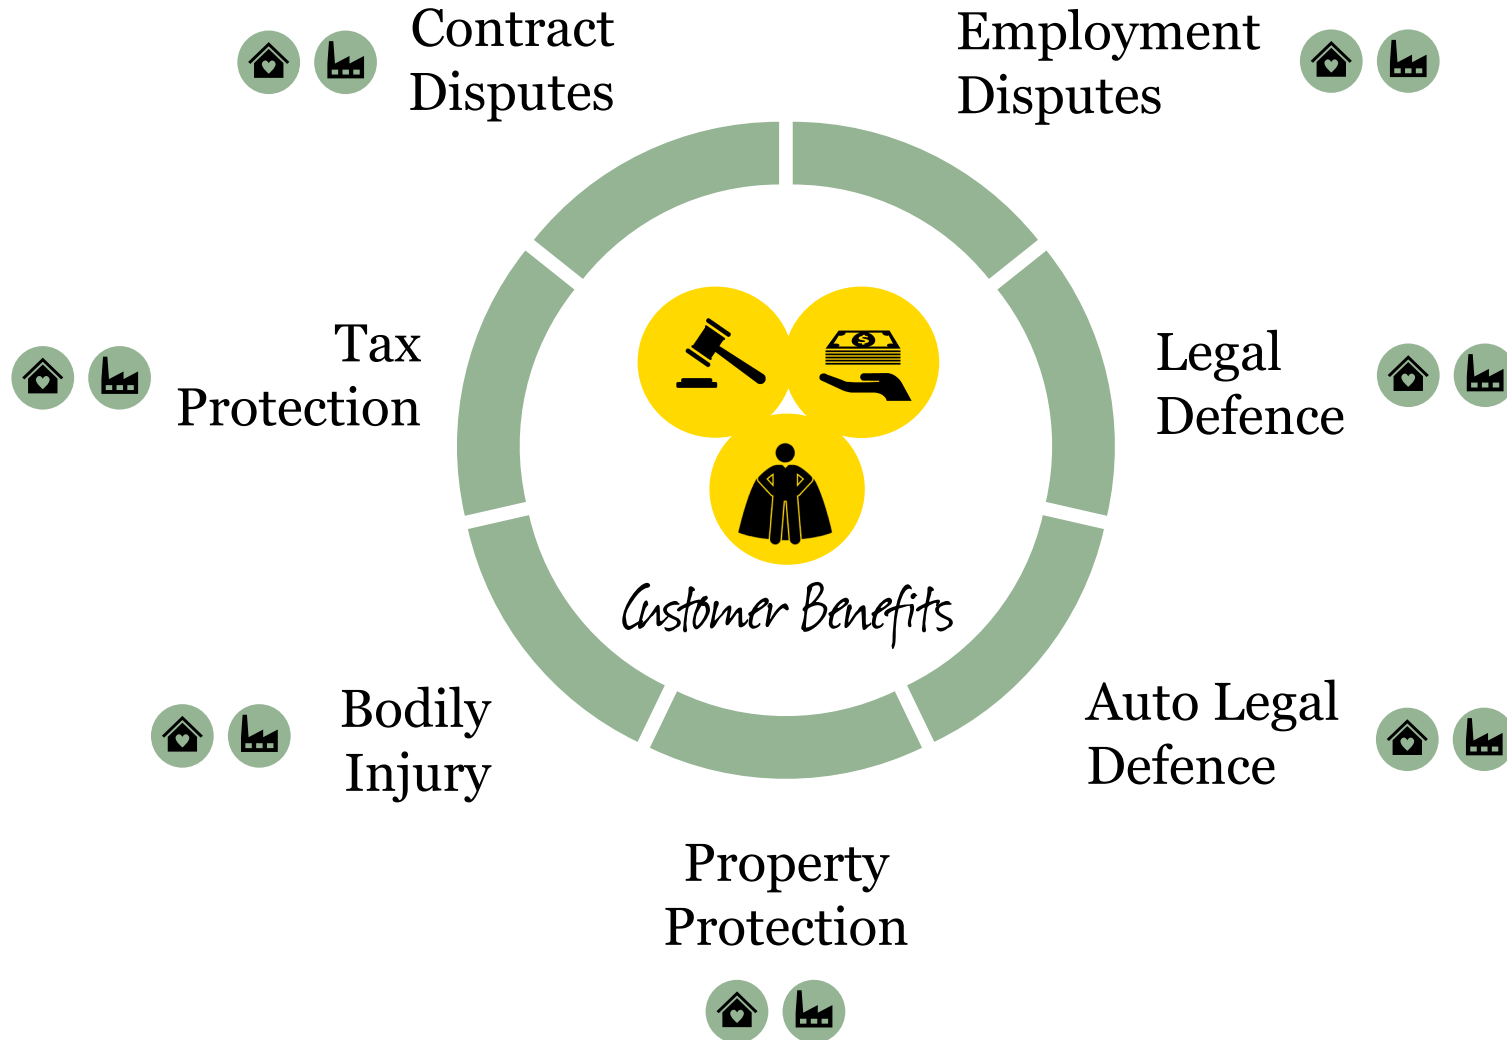 Contract
Disputes
Employment
Disputes
Tax
Protection
Legal
Defence
Customer Benefits
Bodily
Injury
Auto Legal
Defence
Property
Protection